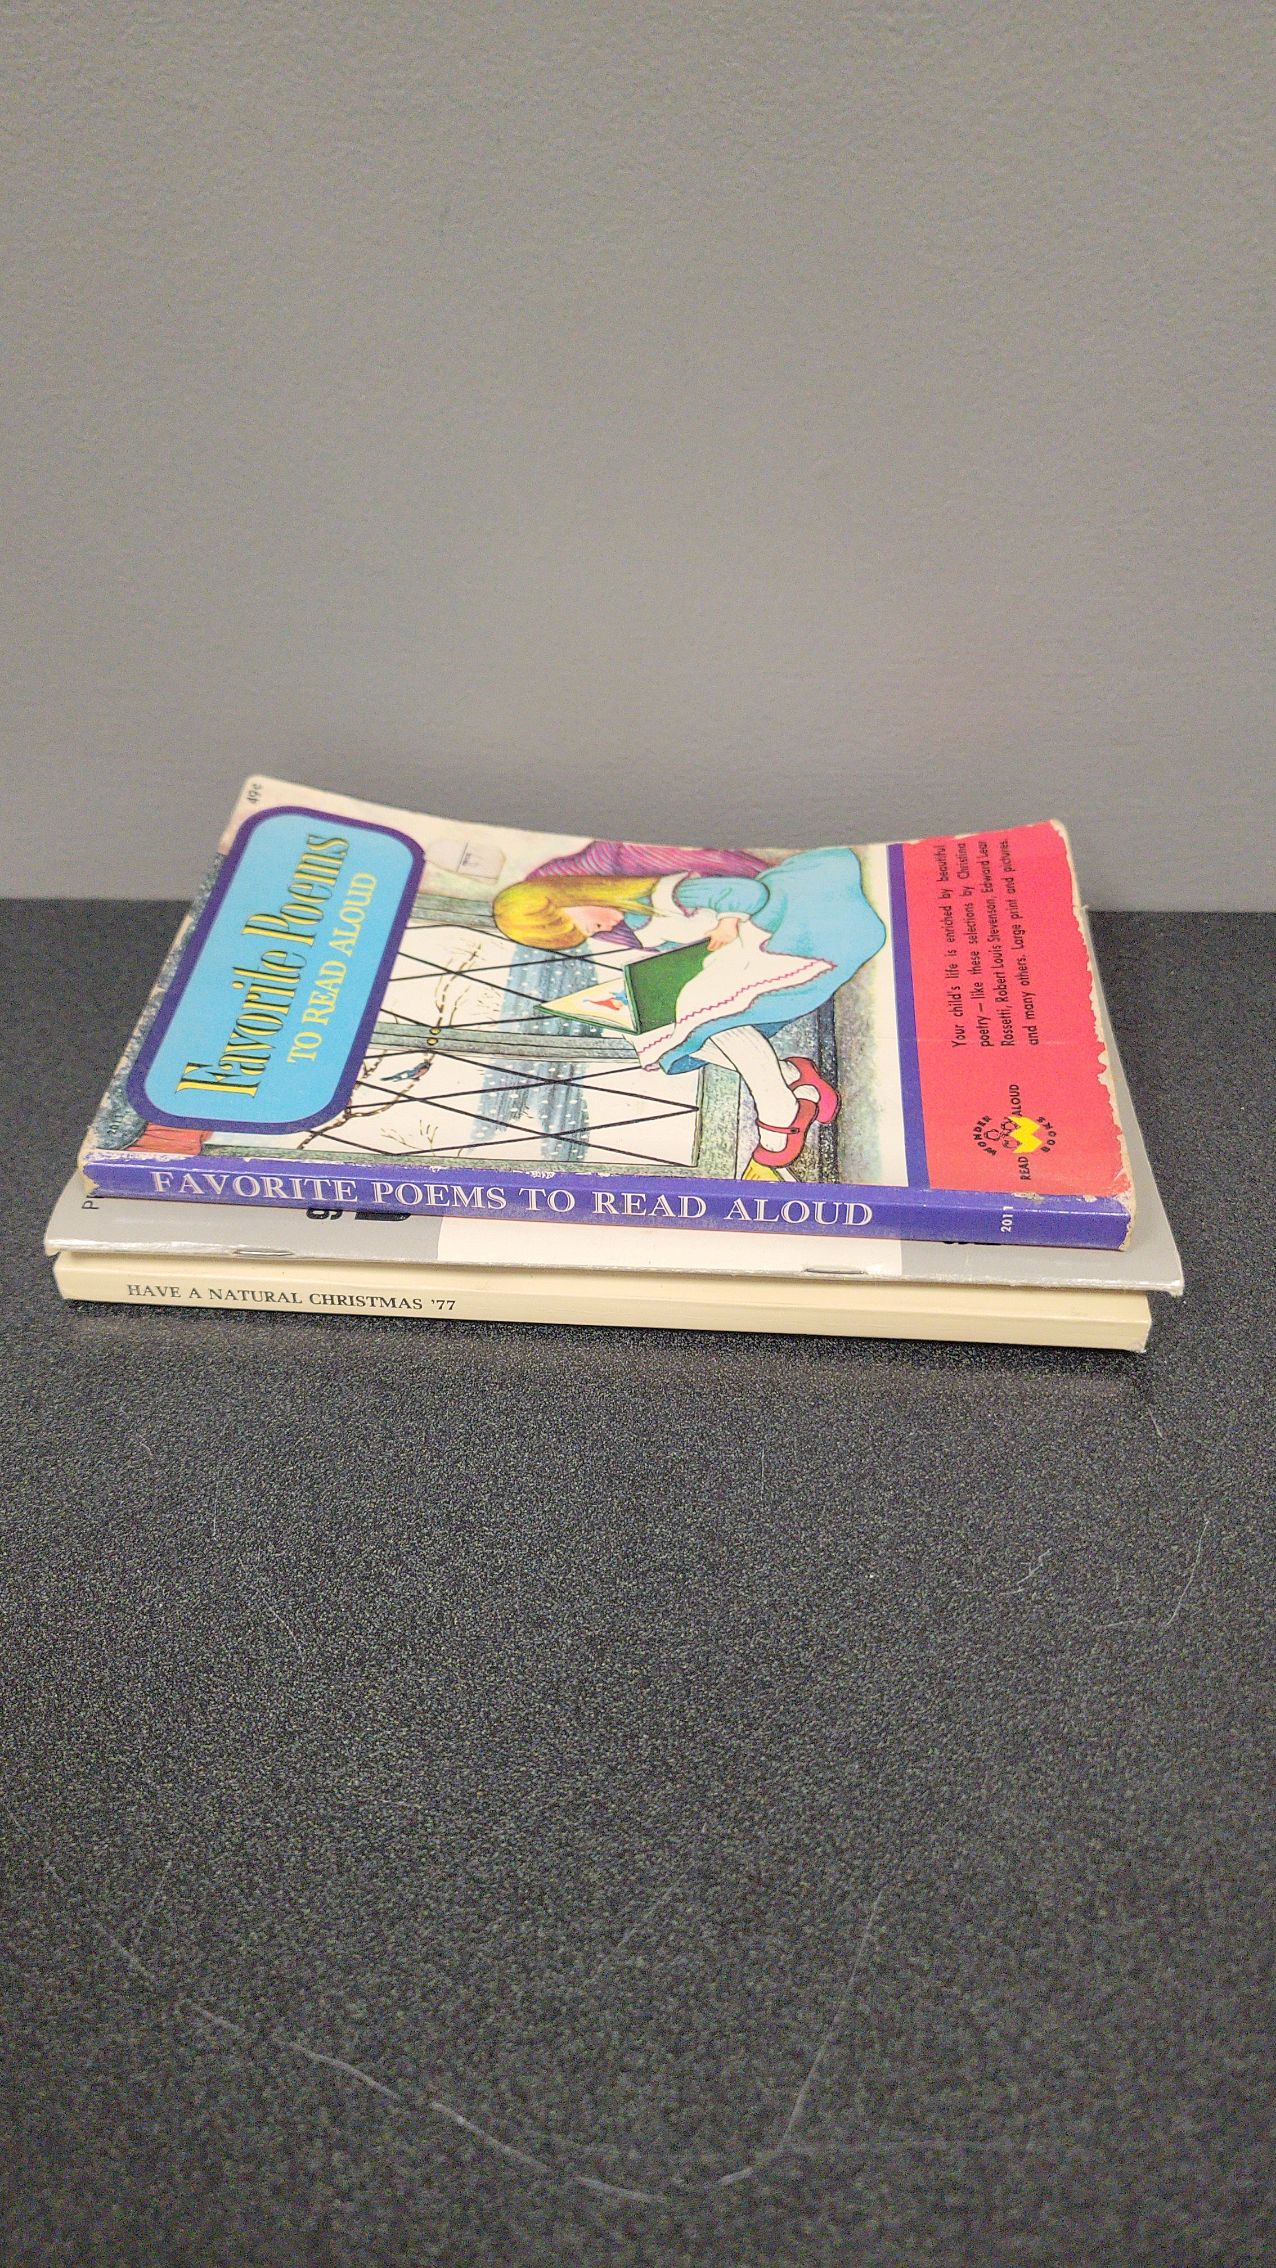 49¢
Favorite Poems
TO READ ALOUD
Your child's life is enriched by beautiful
poetry — like these selections by Christina
Rossetti, Robert Louis Stevenson, Edward Lear
and many others. Large print and pictures.
WONDER
READ ALOUD
BOOKS
FAVORITE POEMS TO READ ALOUD
2011
HAVE A NATURAL CHRISTMAS '77